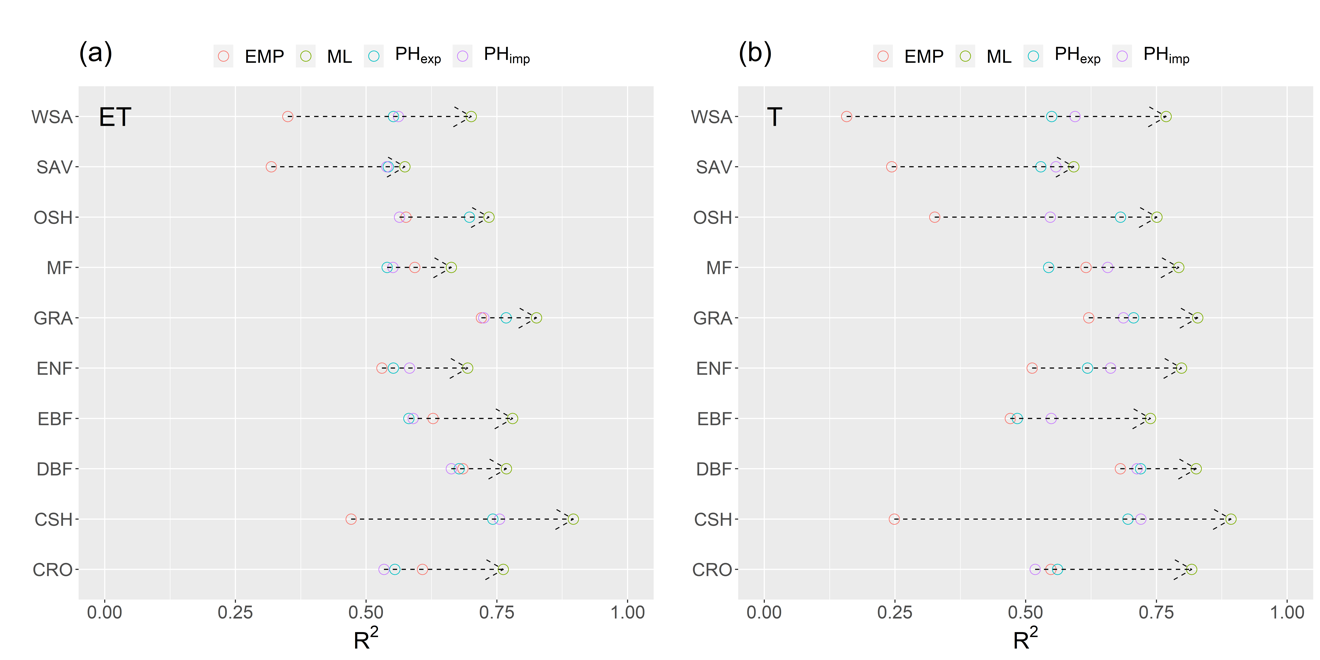 (a) EMP ML PHexp PHimp
ET
WSA
SAV
OSH
MF
GRA
ENF
EBF
DBF
CSH
CRO
0.00 0.25 0.50 0.75 1.00
R²
(b) EMP ML PHexp PHimp
T
WSA
SAV
OSH
MF
GRA
ENF
EBF
DBF
CSH
CRO
0.00 0.25 0.50 0.75 1.00
R²